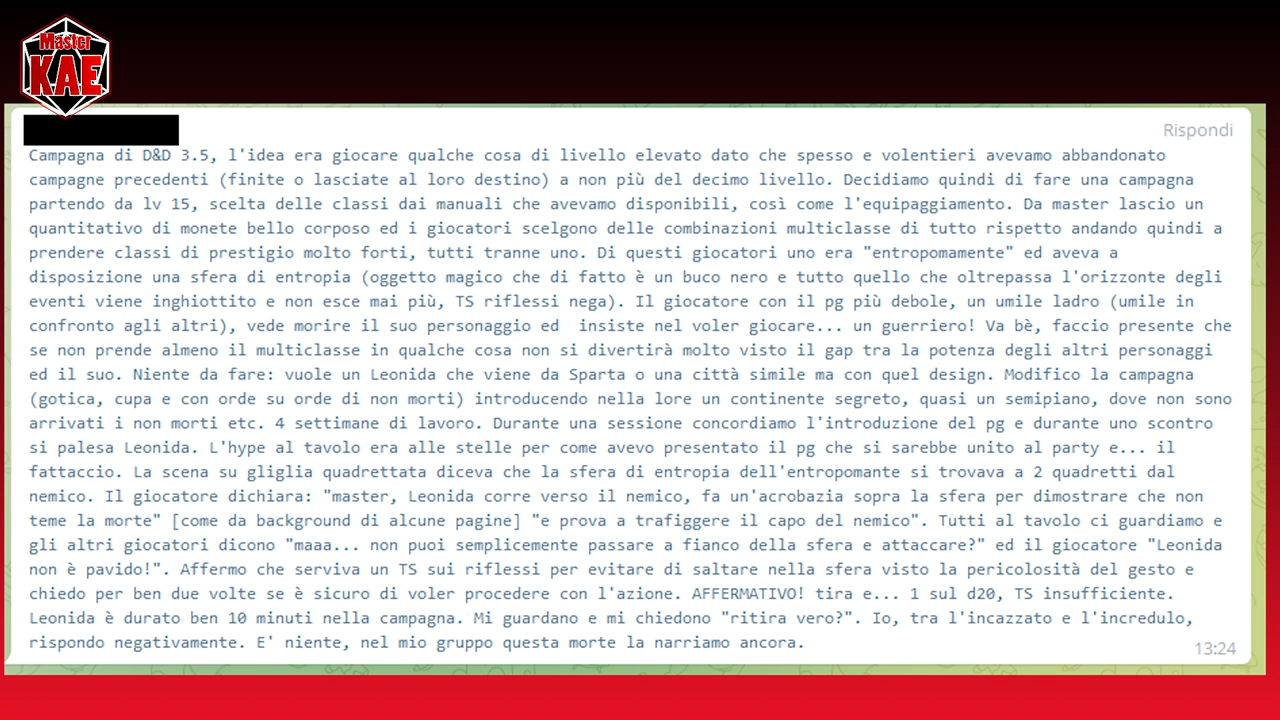 Master
KAE
Rispondi
Campagna di D&D 3.5, l'idea era giocare qualche cosa di livello elevato dato che spesso e volentieri avevamo abbandonato
campagne precedenti (finite o lasciate al loro destino) a non più del decimo livello. Decidiamo quindi di fare una campagna
partendo da lv 15, scelta delle classi dai manuali che avevamo disponibili, così come l'equipaggiamento. Da master lascio un
quantitativo di monete bello corposo ed i giocatori scelgono delle combinazioni multiclasse di tutto rispetto andando quindi a
prendere classi di prestigio molto forti, tutti tranne uno. Di questi giocatori uno era "entropomamente" ed aveva a
disposizione una sfera di entropia (oggetto magico che di fatto è un buco nero e tutto quello che oltrepassa l'orizzonte degli
eventi viene inghiottito e non esce mai più, TS riflessi nega). Il giocatore con il pg più debole, un umile ladro (umile in
confronto agli altri), vede morire il suo personaggio ed  insiste nel voler giocare... un guerriero! Va bè, faccio presente che
se non prende almeno il multiclasse in qualche cosa non si divertirà molto visto il gap tra la potenza degli altri personaggi
ed il suo. Niente da fare: vuole un Leonida che viene da Sparta o una città simile ma con quel design. Modifico la campagna
(gotica, cupa e con orde su orde di non morti) introducendo nella lore un continente segreto, quasi un semipiano, dove non sono
arrivati i non morti etc. 4 settimane di lavoro. Durante una sessione concordiamo l'introduzione del pg e durante uno scontro
si palesa Leonida. L'hype al tavolo era alle stelle per come avevo presentato il pg che si sarebbe unito al party e... il
fattaccio. La scena su gliglia quadrettata diceva che la sfera di entropia dell'entropomante si trovava a 2 quadretti dal
nemico. Il giocatore dichiara: "master, Leonida corre verso il nemico, fa un'acrobazia sopra la sfera per dimostrare che non
teme la morte" [come da background di alcune pagine] "e prova a trafiggere il capo del nemico". Tutti al tavolo ci guardiamo e
gli altri giocatori dicono "maaa... non puoi semplicemente passare a fianco della sfera e attaccare?" ed il giocatore "Leonida
non è pavido!". Affermo che serviva un TS sui riflessi per evitare di saltare nella sfera visto la pericolosità del gesto e
chiedo per ben due volte se è sicuro di voler procedere con l'azione. AFFERMATIVO! tira e... 1 sul d20, TS insufficiente.
Leonida è durato ben 10 minuti nella campagna. Mi guardano e mi chiedono "ritira vero?". Io, tra l'incazzato e l'incredulo,
rispondo negativamente. E' niente, nel mio gruppo questa morte la narriamo ancora.
13:24